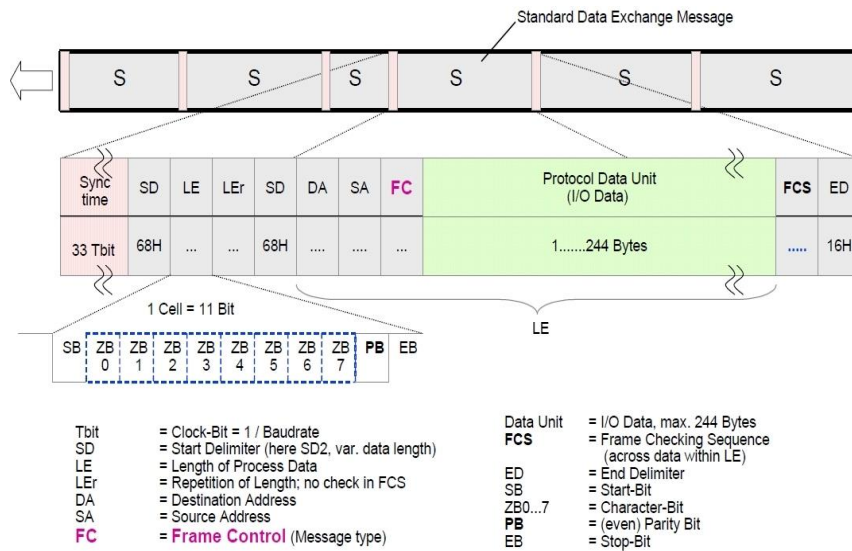 Standard Data Exchange Message
S S S S S S
Sync time SD LE LEr SD DA SA FC Protocol Data Unit (I/O Data) FCS ED
33 Tbit 68H ... ... 68H .... .... ... 1.......244 Bytes ..... 16H
1 Cell = 11 Bit
LE
SB ZB 0 ZB 1 ZB 2 ZB 3 ZB 4 ZB 5 ZB 6 ZB 7 PB EB
Tbit = Clock-Bit = 1 / Baudrate
SD = Start Delimiter (here SD2, var. data length)
LE = Length of Process Data
LEr = Repetition of Length; no check in FCS
DA = Destination Address
SA = Source Address
FC = Frame Control (Message type)
Data Unit = I/O Data, max. 244 Bytes
FCS = Frame Checking Sequence
(across data within LE)
ED = End Delimiter
SB = Start-Bit
ZB0...7 = Character-Bit
PB = (even) Parity Bit
EB = Stop-Bit